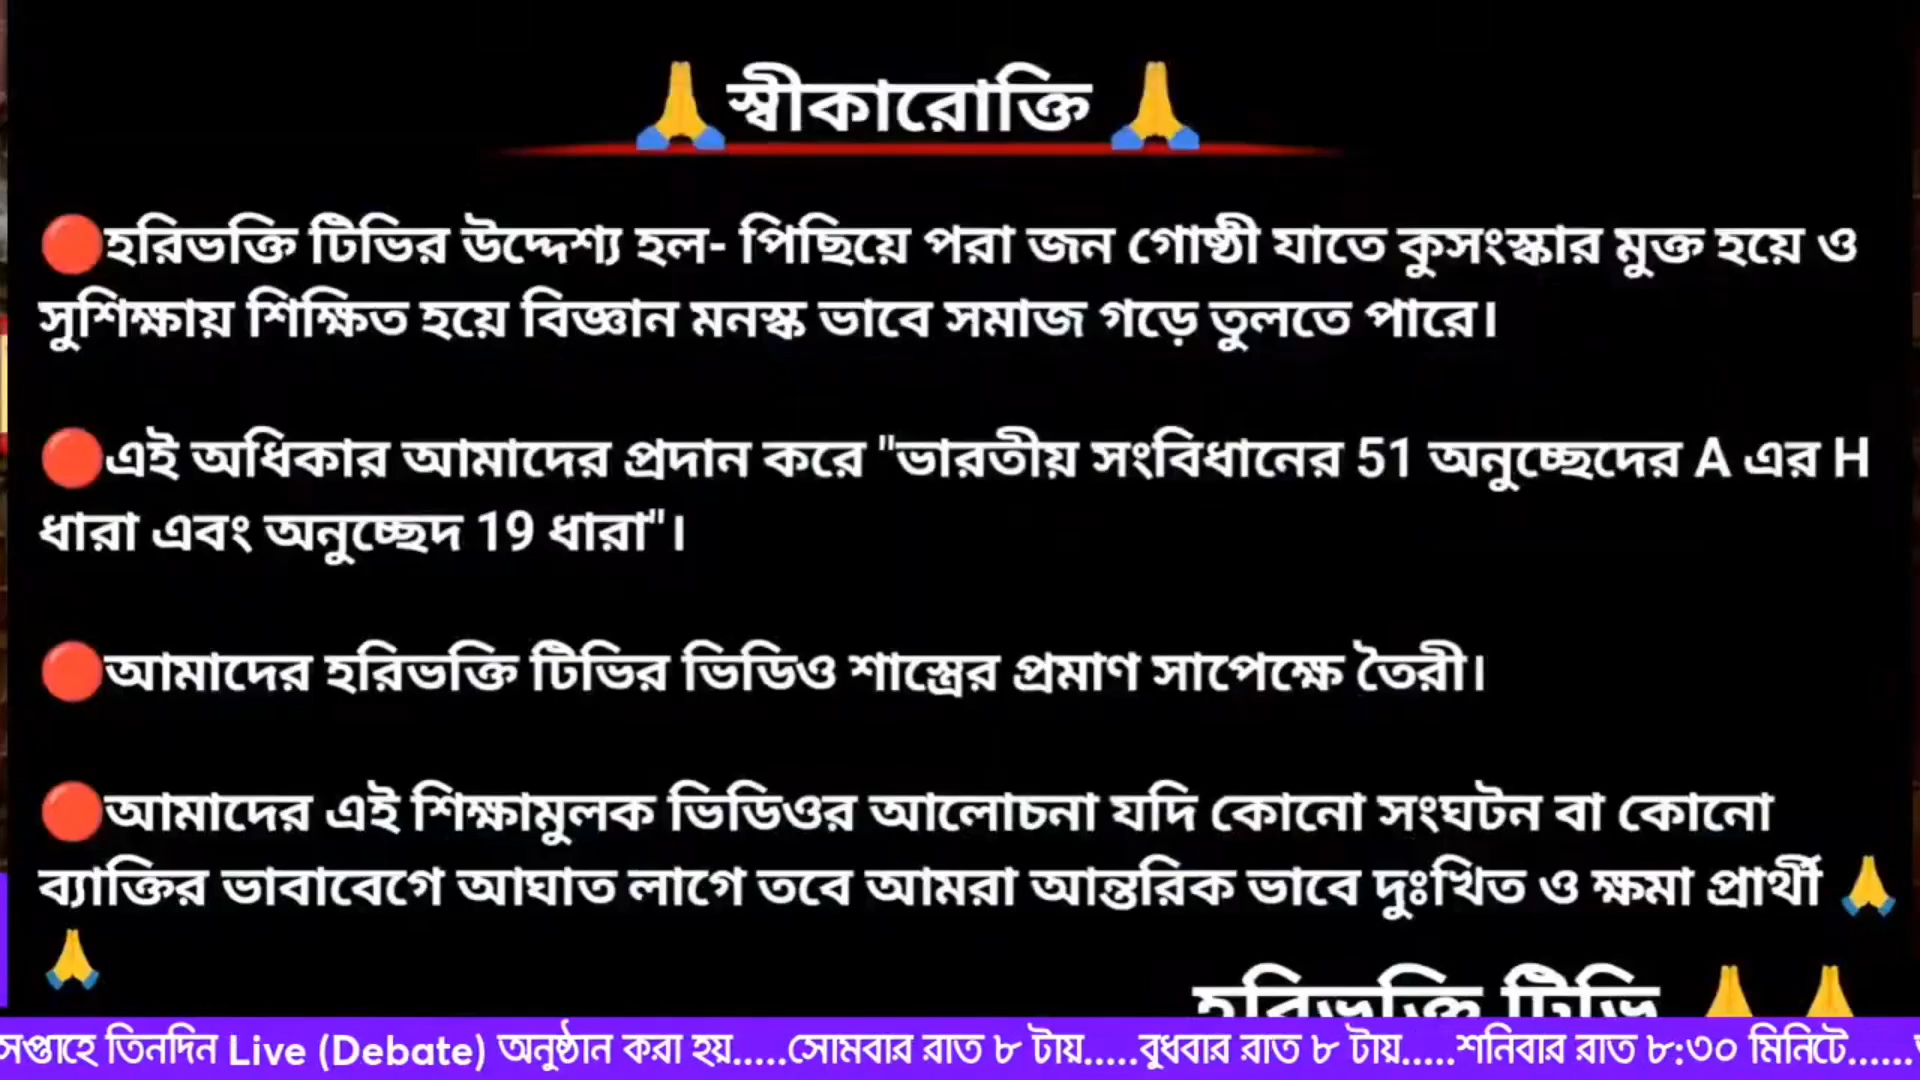 🙏স্বীকারোক্তি 🙏
🔴হরিভক্তি টিভির উদ্দেশ্য হল- পিছিয়ে পরা জন গোষ্ঠী যাতে কুসংস্কার মুক্ত হয়ে ও
সুশিক্ষায় শিক্ষিত হয়ে বিজ্ঞান মনস্ক ভাবে সমাজ গড়ে তুলতে পারে।
🔴এই অধিকার আমাদের প্রদান করে "ভারতীয় সংবিধানের 51 অনুচ্ছেদের A এর H
ধারা এবং অনুচ্ছেদ 19 ধারা"।
🔴আমাদের হরিভক্তি টিভির ভিডিও শাস্ত্রের প্রমাণ সাপেক্ষে তৈরী।
🔴আমাদের এই শিক্ষামুলক ভিডিওর আলোচনা যদি কোনো সংঘটন বা কোনো
ব্যাক্তির ভাবাবেগে আঘাত লাগে তবে আমরা আন্তরিক ভাবে দুঃখিত ও ক্ষমা প্রার্থী 🙏
🙏
হরিভক্তি টিভি 🙏 🙏
সপ্তাহে তিনদিন Live (Debate) অনুষ্ঠান করা হয়.....সোমবার রাত ৮ টায়.....বুধবার রাত ৮ টায়.....শনিবার রাত ৮:৩০ মিনিটে......